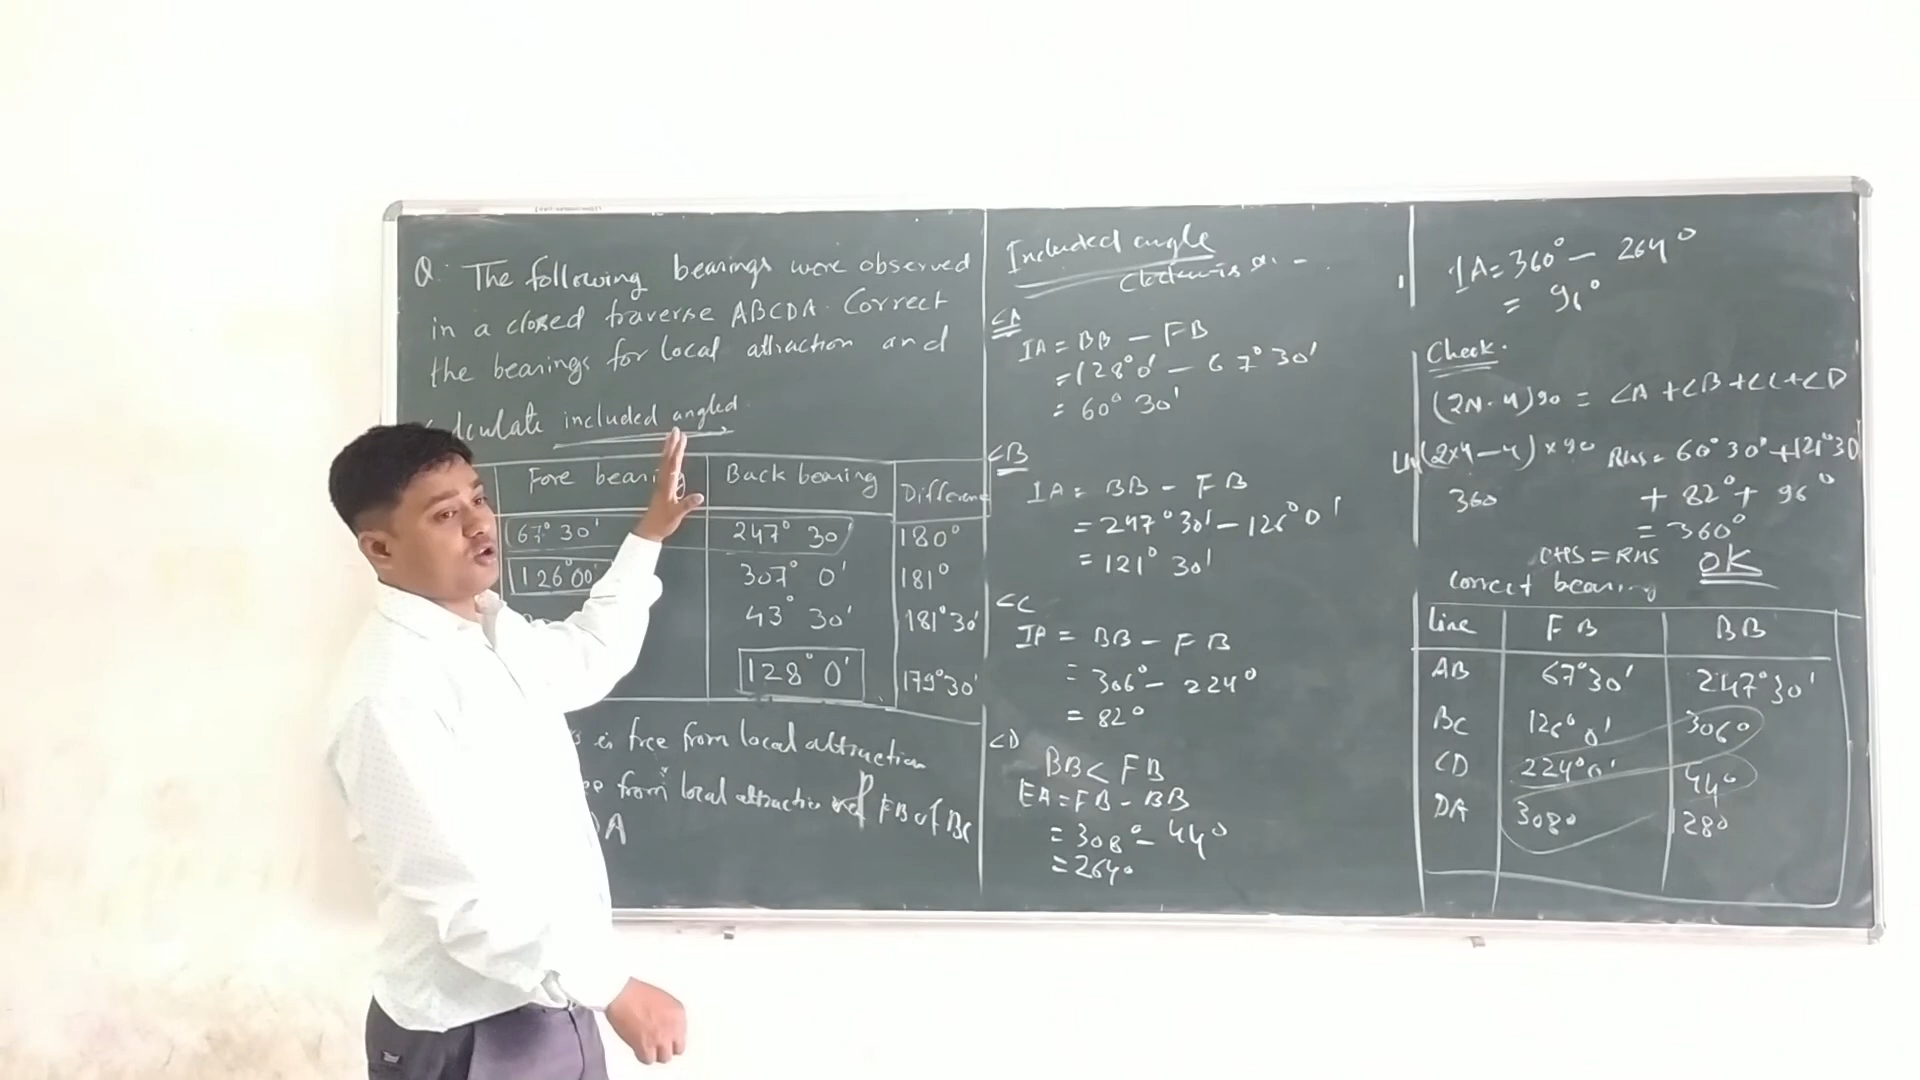 Q. The following bearings were observed
in a closed traverse ABCDA. Correct
the bearings for local attraction and
calculate included angled.
Fore bearing Back bearing Difference
67° 30' 247° 30' 180°
126°00' 307° 0' 181°
43° 30' 181°30'
128° 0' 179°30'
is free from local attraction
from local attraction FB of BC
DA
Included angle
∠A
IA = BB - FB
= 128°0' - 67°30'
= 60° 30'
∠B
IA = BB - FB
= 247°30' - 126°0'
= 121° 30'
∠C
IA = BB - FB
= 306° - 224°
= 82°
∠D
BB < FB
EA = FB - BB
= 308° - 44°
= 264°
IA = 360° - 264°
= 96°
Check.
(2N-4)90 = ∠A +∠B +∠C+∠D
(2×4-4)×90 RHS = 60°30' +121°30
360 + 82° + 96°
= 360°
LHS = RHS OK
correct bearing
Line FB BB
AB 67°30' 247°30'
BC 126° 0' 306°
CD 224°0' 44°
DA 308° 128°